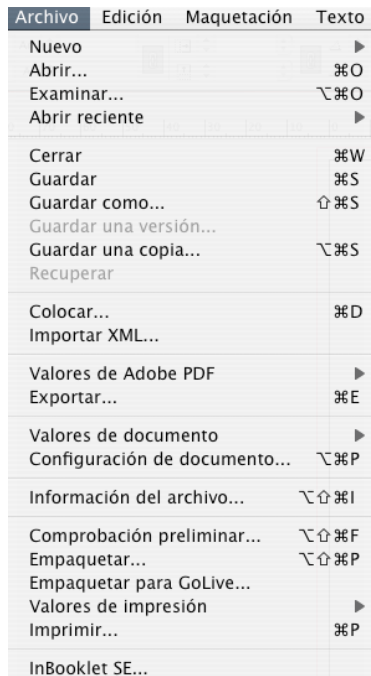 Archivo Edición Maquetación Texto
Nuevo ▶
Abrir... ⌘O
Examinar... ⌥⌘O
Abrir reciente ▶
Cerrar ⌘W
Guardar ⌘S
Guardar como... ⇧⌘S
Guardar una versión...
Guardar una copia... ⌥⌘S
Recuperar
Colocar... ⌘D
Importar XML...
Valores de Adobe PDF ▶
Exportar... ⌘E
Valores de documento ▶
Configuración de documento... ⌥⌘P
Información del archivo... ⌥⇧⌘I
Comprobación preliminar... ⌥⇧⌘F
Empaquetar... ⌥⇧⌘P
Empaquetar para GoLive...
Valores de impresión ▶
Imprimir... ⌘P
InBooklet SE...